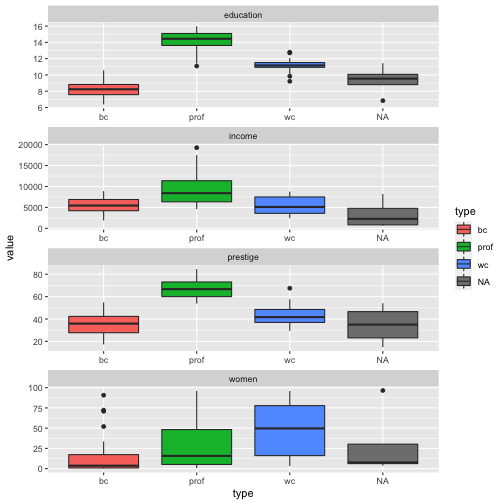 education
16
14
12
10
8
6
bc prof wc NA
income
20000
15000
10000
5000
0
bc prof wc NA
prestige
80
60
40
20
bc prof wc NA
women
100
75
50
25
0
bc prof wc NA
type
value
type
bc
prof
wc
NA